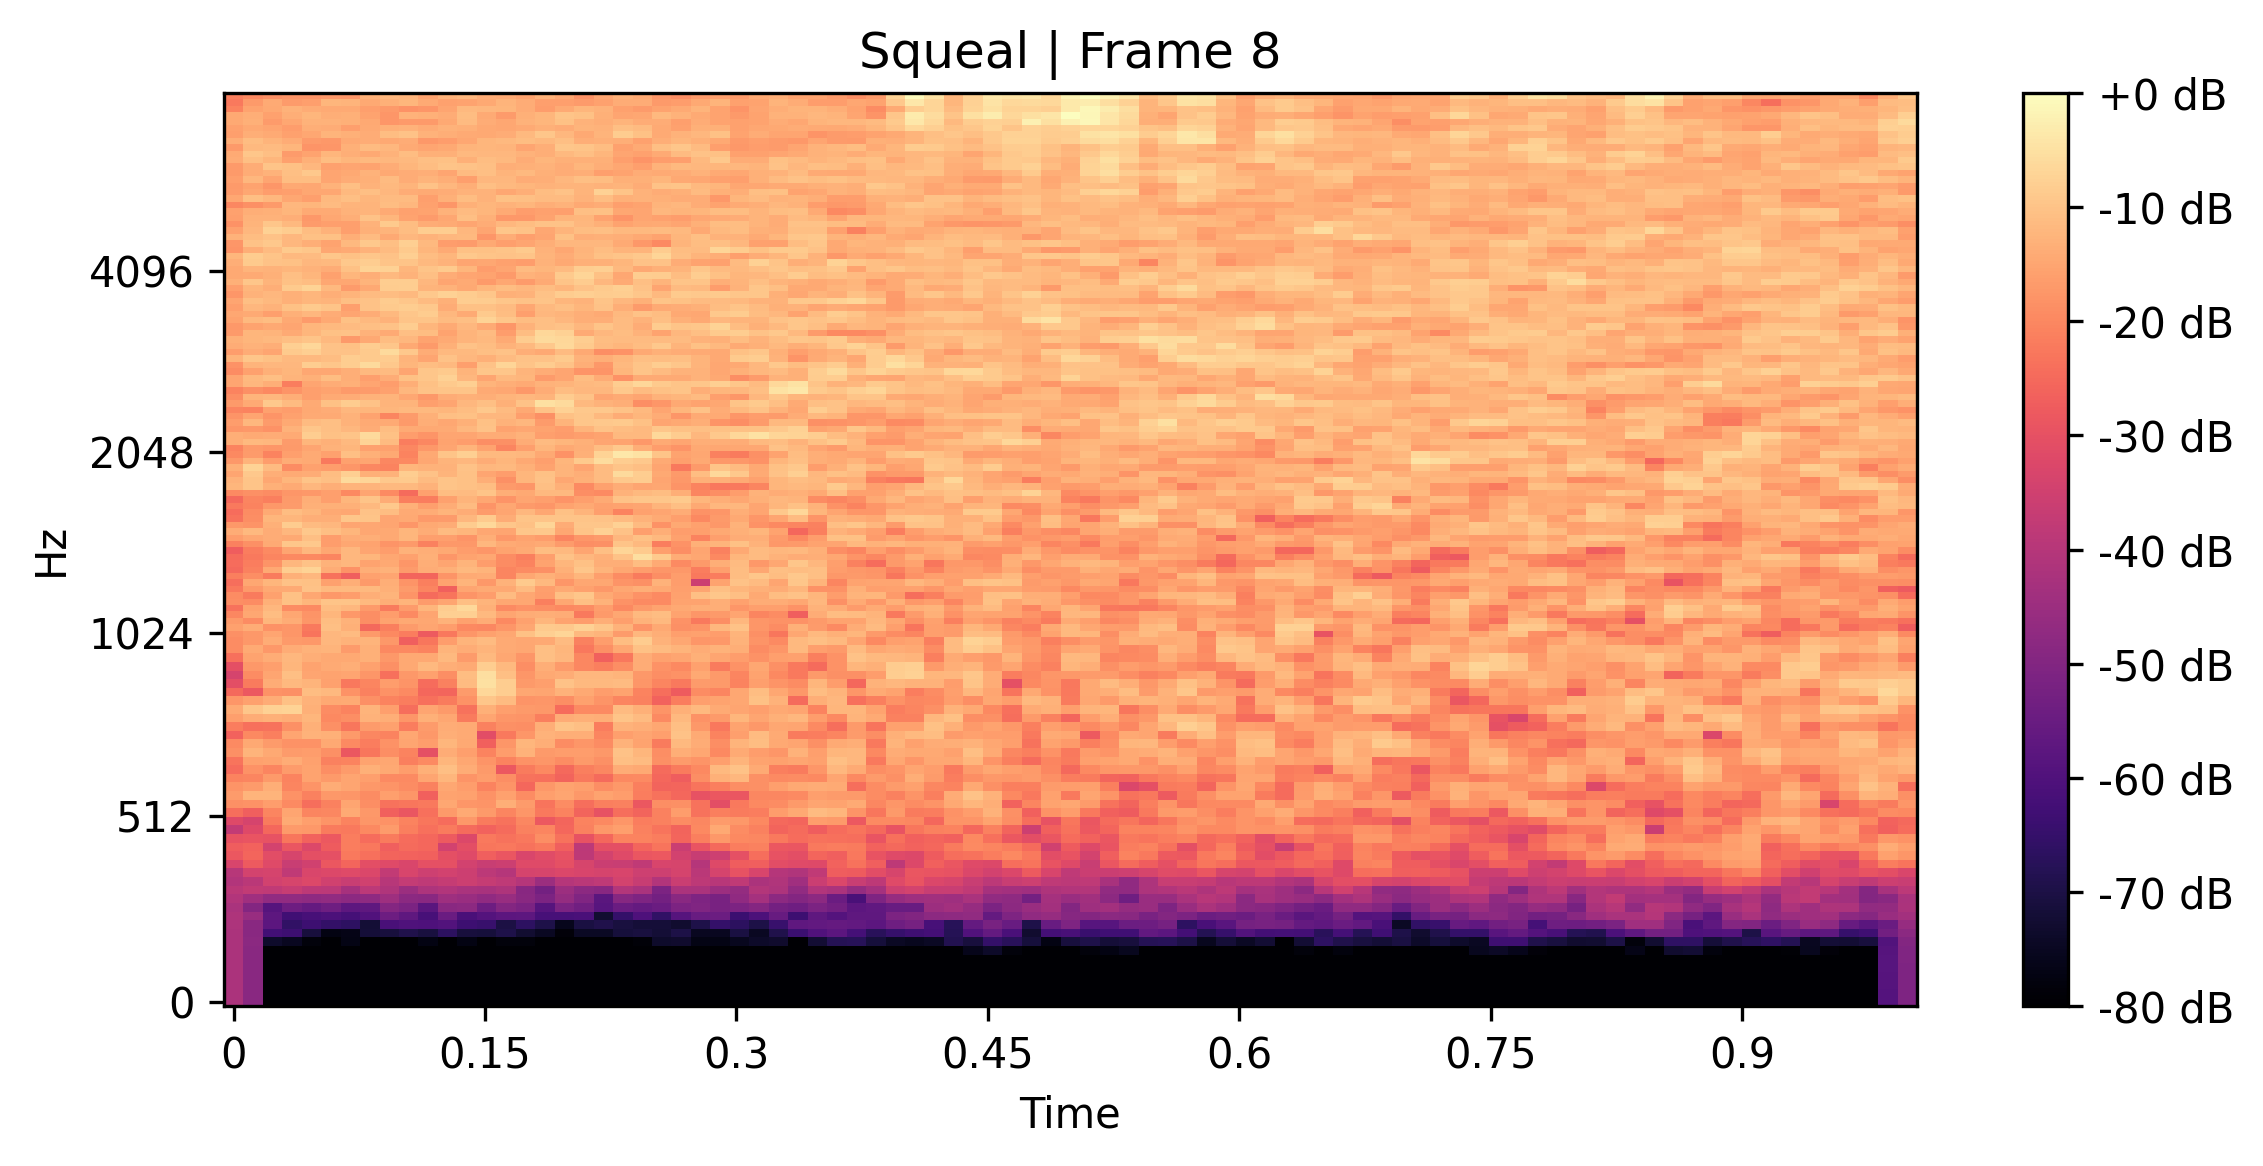 Squeal | Frame 8
Hz
4096
2048
1024
512
0
0 0.15 0.3 0.45 0.6 0.75 0.9
Time
+0 dB
-10 dB
-20 dB
-30 dB
-40 dB
-50 dB
-60 dB
-70 dB
-80 dB